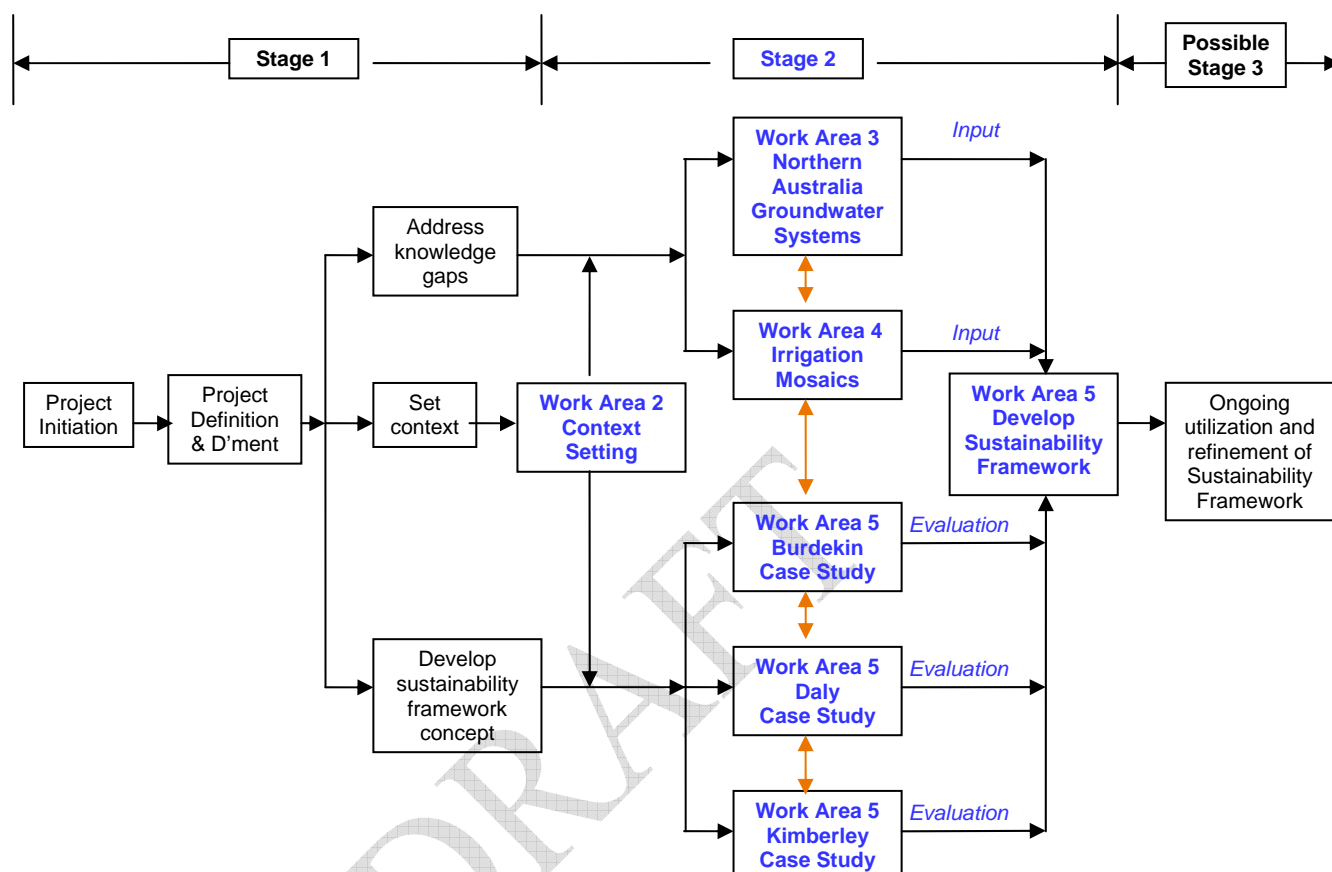 Stage 1
Stage 2
Possible
Stage 3
Work Area 3
Northern
Australia
Groundwater
Systems
Input
Address
knowledge
gaps
Work Area 4
Irrigation
Mosaics
Input
Project
Initiation
Project
Definition
& D'ment
Set
context
Work Area 2
Context
Setting
Work Area 5
Develop
Sustainability
Framework
Ongoing
utilization and
refinement of
Sustainability
Framework
Work Area 5
Burdekin
Case Study
Evaluation
Develop
sustainability
framework
concept
Work Area 5
Daly
Case Study
Evaluation
Work Area 5
Kimberley
Case Study
Evaluation
DRAFT